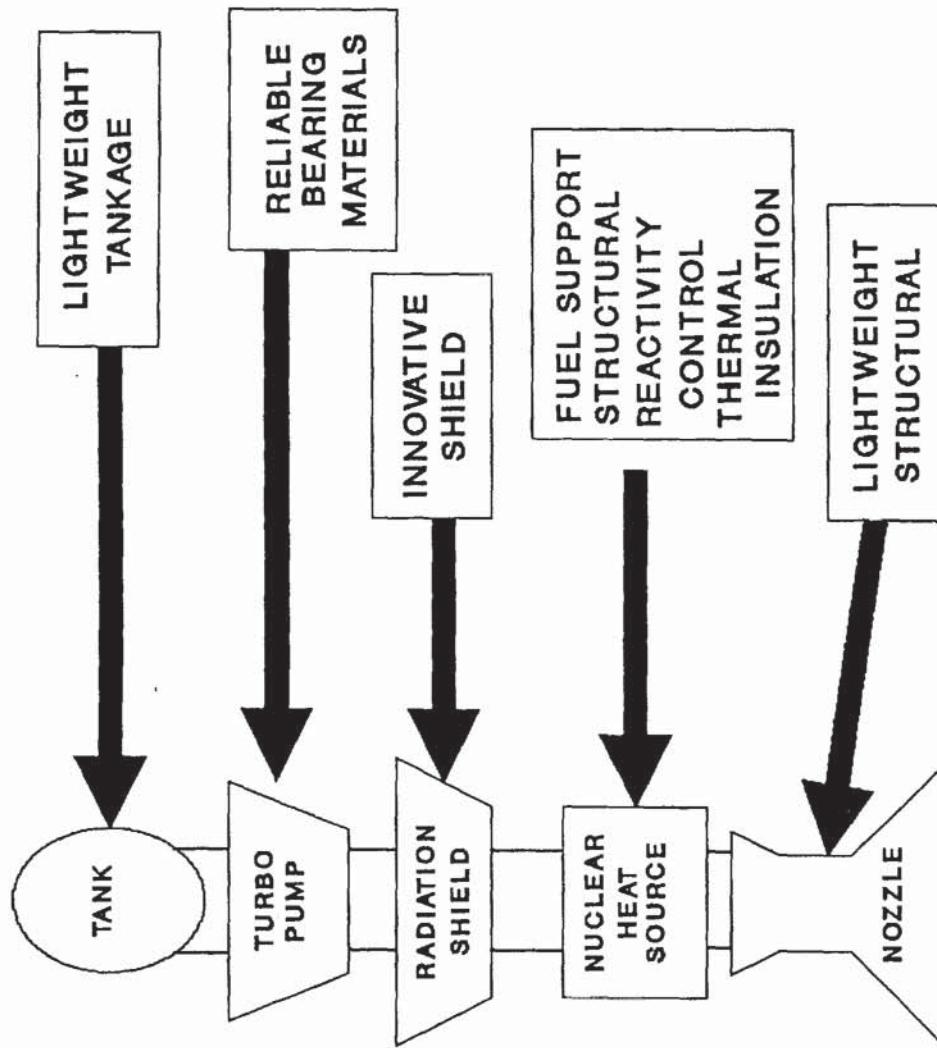 TANK
TURBO
PUMP
RADIATION
SHIELD
NUCLEAR
HEAT
SOURCE
NOZZLE
LIGHTWEIGHT
TANKAGE
RELIABLE
BEARING
MATERIALS
INNOVATIVE
SHIELD
FUEL SUPPORT
STRUCTURAL
REACTIVITY
CONTROL
THERMAL
INSULATION
LIGHTWEIGHT
STRUCTURAL